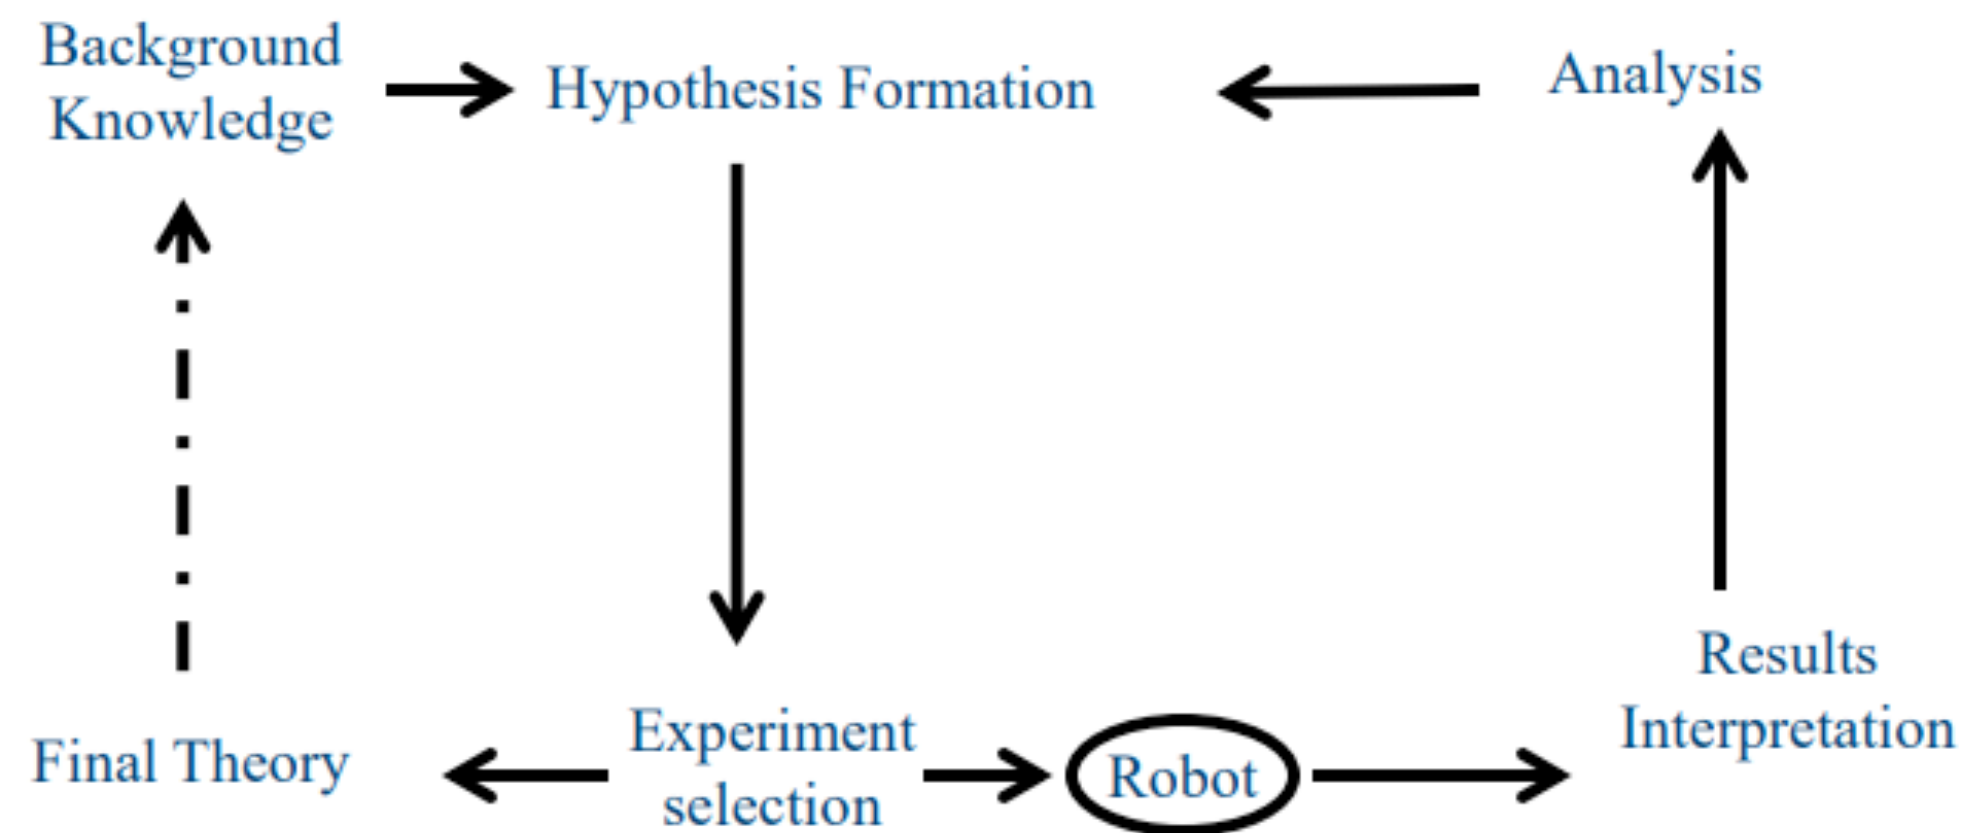 Background
Knowledge
Hypothesis Formation
Analysis
Results
Interpretation
Final Theory
Experiment
selection
Robot